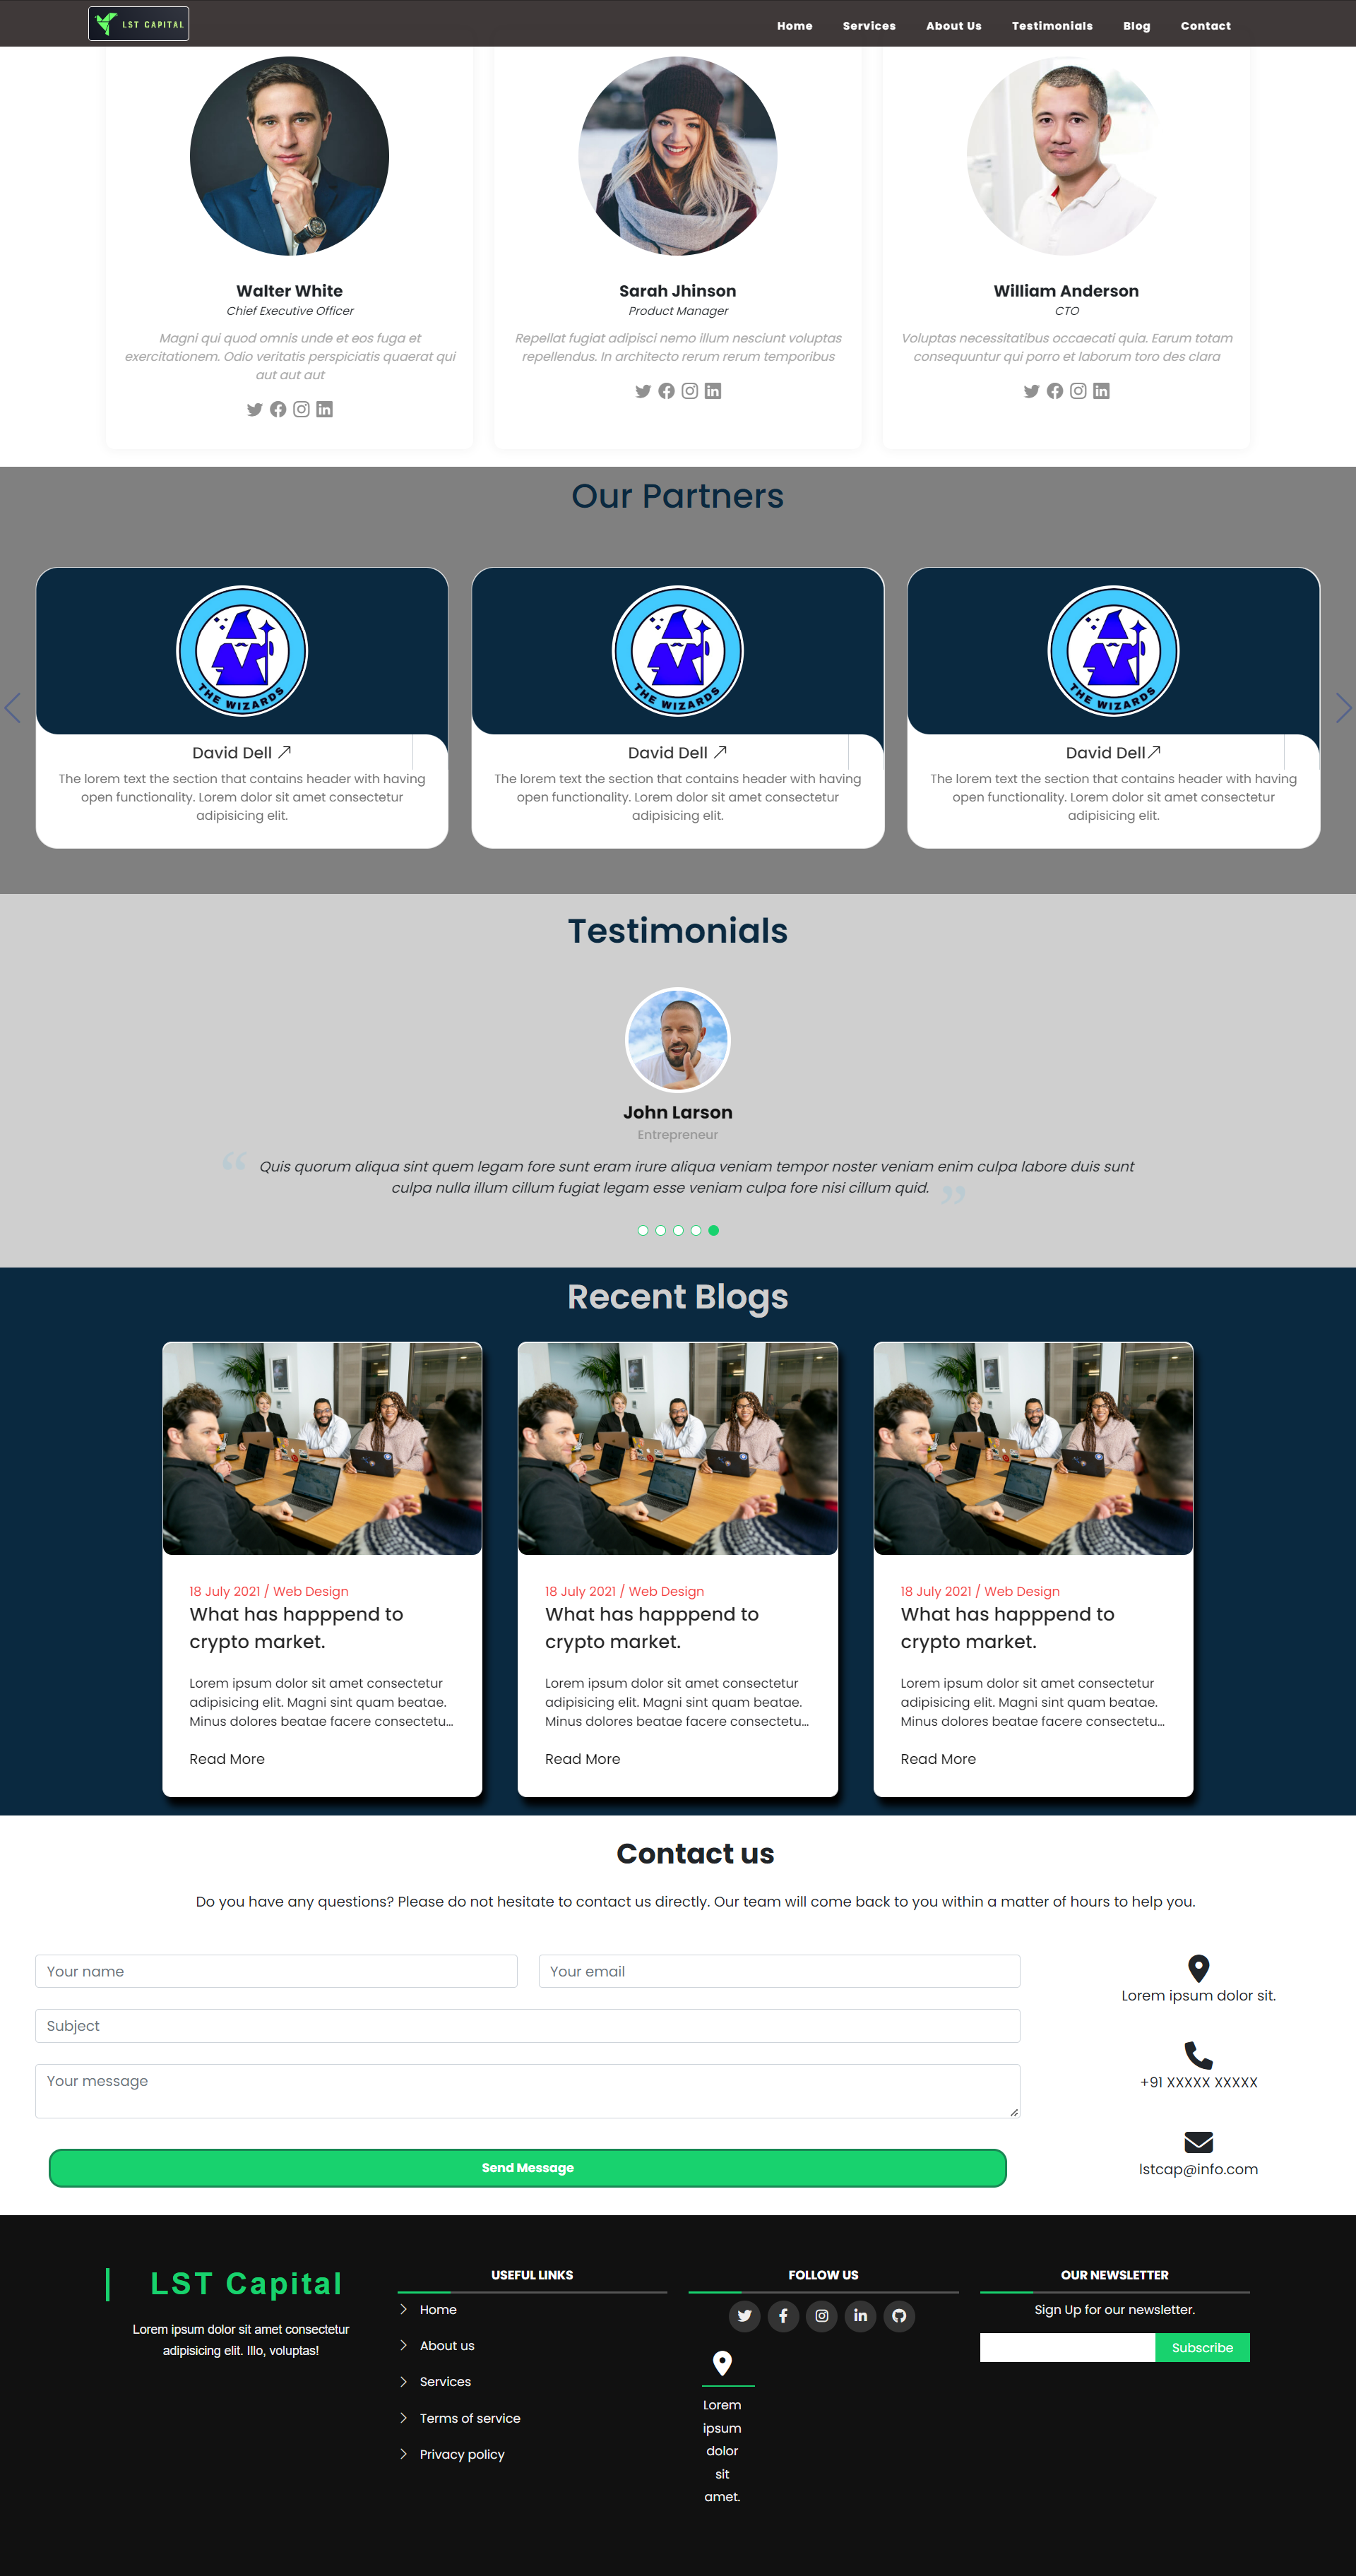 LST CAPITAL
Home Services About Us Testimonials Blog Contact
Walter White
Chief Executive Officer
Magni qui quod omnis unde et eos fuga et
exercitationem. Odio veritatis perspiciatis quaerat qui
aut aut aut
Sarah Jhinson
Product Manager
Repellat fugiat adipisci nemo illum nesciunt voluptas
repellendus. In architecto rerum rerum temporibus
William Anderson
CTO
Voluptas necessitatibus occaecati quia. Earum totam
consequuntur qui porro et laborum toro des clara
Our Partners
THE WIZARDS
David Dell
The lorem text the section that contains header with having
open functionality. Lorem dolor sit amet consectetur
adipisicing elit.
THE WIZARDS
David Dell
The lorem text the section that contains header with having
open functionality. Lorem dolor sit amet consectetur
adipisicing elit.
THE WIZARDS
David Dell
The lorem text the section that contains header with having
open functionality. Lorem dolor sit amet consectetur
adipisicing elit.
Testimonials
John Larson
Entrepreneur
“ Quis quorum aliqua sint quem legam fore sunt eram irure aliqua veniam tempor noster veniam enim culpa labore duis sunt
culpa nulla illum cillum fugiat legam esse veniam culpa fore nisi cillum quid. ”
Recent Blogs
18 July 2021 / Web Design
What has happpend to
crypto market.
Lorem ipsum dolor sit amet consectetur
adipisicing elit. Magni sint quam beatae.
Minus dolores beatae facere consectetu...
Read More
18 July 2021 / Web Design
What has happpend to
crypto market.
Lorem ipsum dolor sit amet consectetur
adipisicing elit. Magni sint quam beatae.
Minus dolores beatae facere consectetu...
Read More
18 July 2021 / Web Design
What has happpend to
crypto market.
Lorem ipsum dolor sit amet consectetur
adipisicing elit. Magni sint quam beatae.
Minus dolores beatae facere consectetu...
Read More
Contact us
Do you have any questions? Please do not hesitate to contact us directly. Our team will come back to you within a matter of hours to help you.
Your name
Your email
Subject
Your message
Send Message
Lorem ipsum dolor sit.
+91 XXXXX XXXXX
lstcap@info.com
LST Capital
Lorem ipsum dolor sit amet consectetur
adipisicing elit. Illo, voluptas!
USEFUL LINKS
Home
About us
Services
Terms of service
Privacy policy
FOLLOW US
Lorem
ipsum
dolor
sit
amet.
OUR NEWSLETTER
Sign Up for our newsletter.
Subscribe